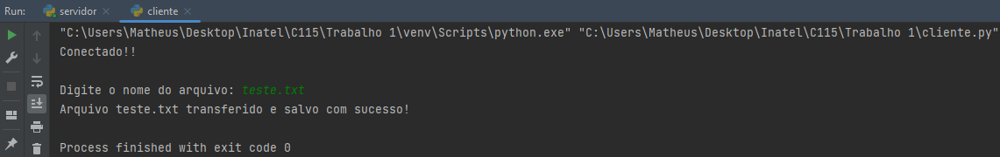 Run: servidor cliente
"C:\Users\Matheus\Desktop\Inatel\C115\Trabalho 1\venv\Scripts\python.exe" "C:\Users\Matheus\Desktop\Inatel\C115\Trabalho 1\cliente.py"
Conectado!!
Digite o nome do arquivo: teste.txt
Arquivo teste.txt transferido e salvo com sucesso!
Process finished with exit code 0